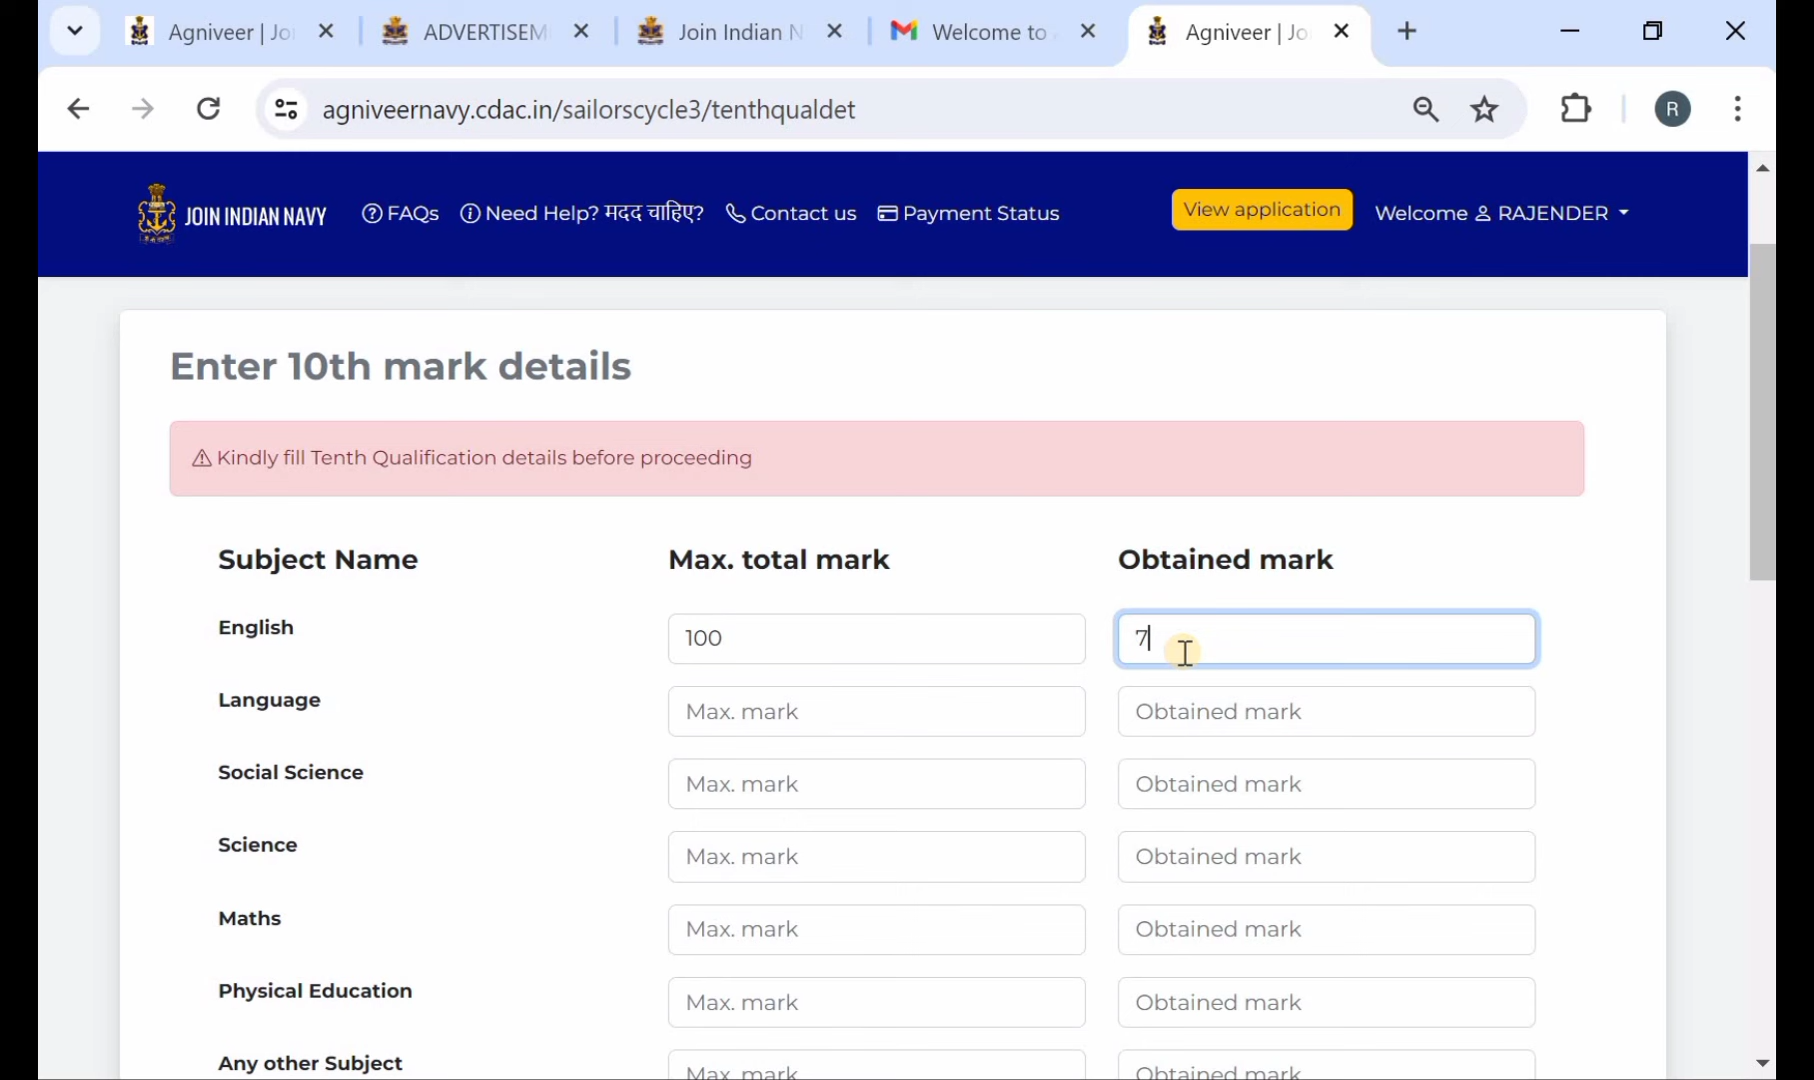 Agniveer | Jo
ADVERTISEM
Join Indian N
Welcome to
Agniveer | Jo
agniveernavy.cdac.in/sailorscycle3/tenthqualdet
R
JOIN INDIAN NAVY
FAQs
Need Help? मदद चाहिए?
Contact us
Payment Status
View application
Welcome RAJENDER
Enter 10th mark details
Kindly fill Tenth Qualification details before proceeding
Subject Name Max. total mark Obtained mark
English 100 7
Language Max. mark Obtained mark
Social Science Max. mark Obtained mark
Science Max. mark Obtained mark
Maths Max. mark Obtained mark
Physical Education Max. mark Obtained mark
Any other Subject Max. mark Obtained mark